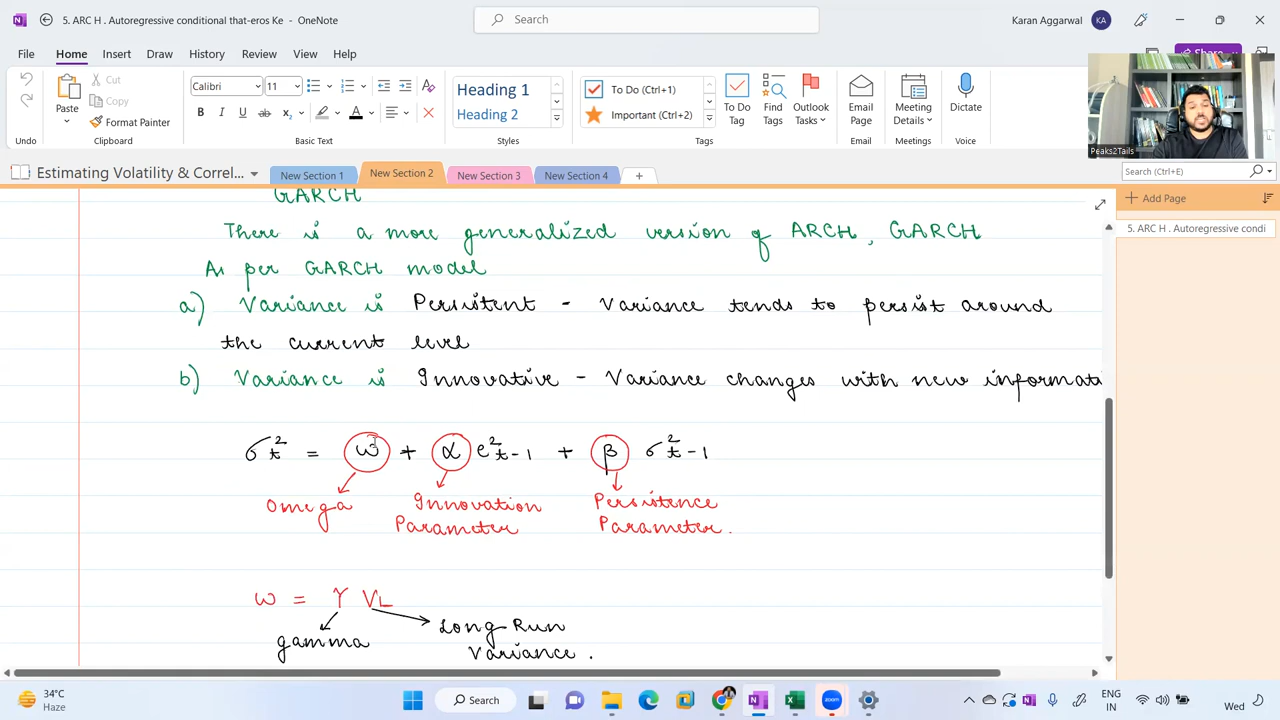 5. ARC H . Autoregressive conditional that-eros Ke - OneNote
Search
Karan Aggarwal
KA
File Home Insert Draw History Review View Help
Share
Undo
Paste
Cut
Copy
Format Painter
Clipboard
Calibri 11
B I U ab x₂ A
Basic Text
Heading 1
Heading 2
Styles
To Do (Ctrl+1)
Important (Ctrl+2)
To Do Tag
Find Tags
Outlook Tasks
Tags
Email Page
Email
Meeting Details
Meetings
Dictate
Voice
Peaks2Tails
Estimating Volatility & Correl...
New Section 1
New Section 2
New Section 3
New Section 4
+
Search (Ctrl+E)
Add Page
5. ARC H . Autoregressive condi
GARCH
There is a more generalized version of ARCH, GARCH
As per GARCH model
a) Variance is Persistent - Variance tends to persist around
the current level
b) Variance is Innovative - Variance changes with new informati
σ²t = ω + α e²t-1 + β σ²t-1
Omega Innovation Persistence
Parameter Parameter.
ω = γ VL
gamma Long Run
Variance.
34°C
Haze
Search
zoom
ENG
IN
Wed